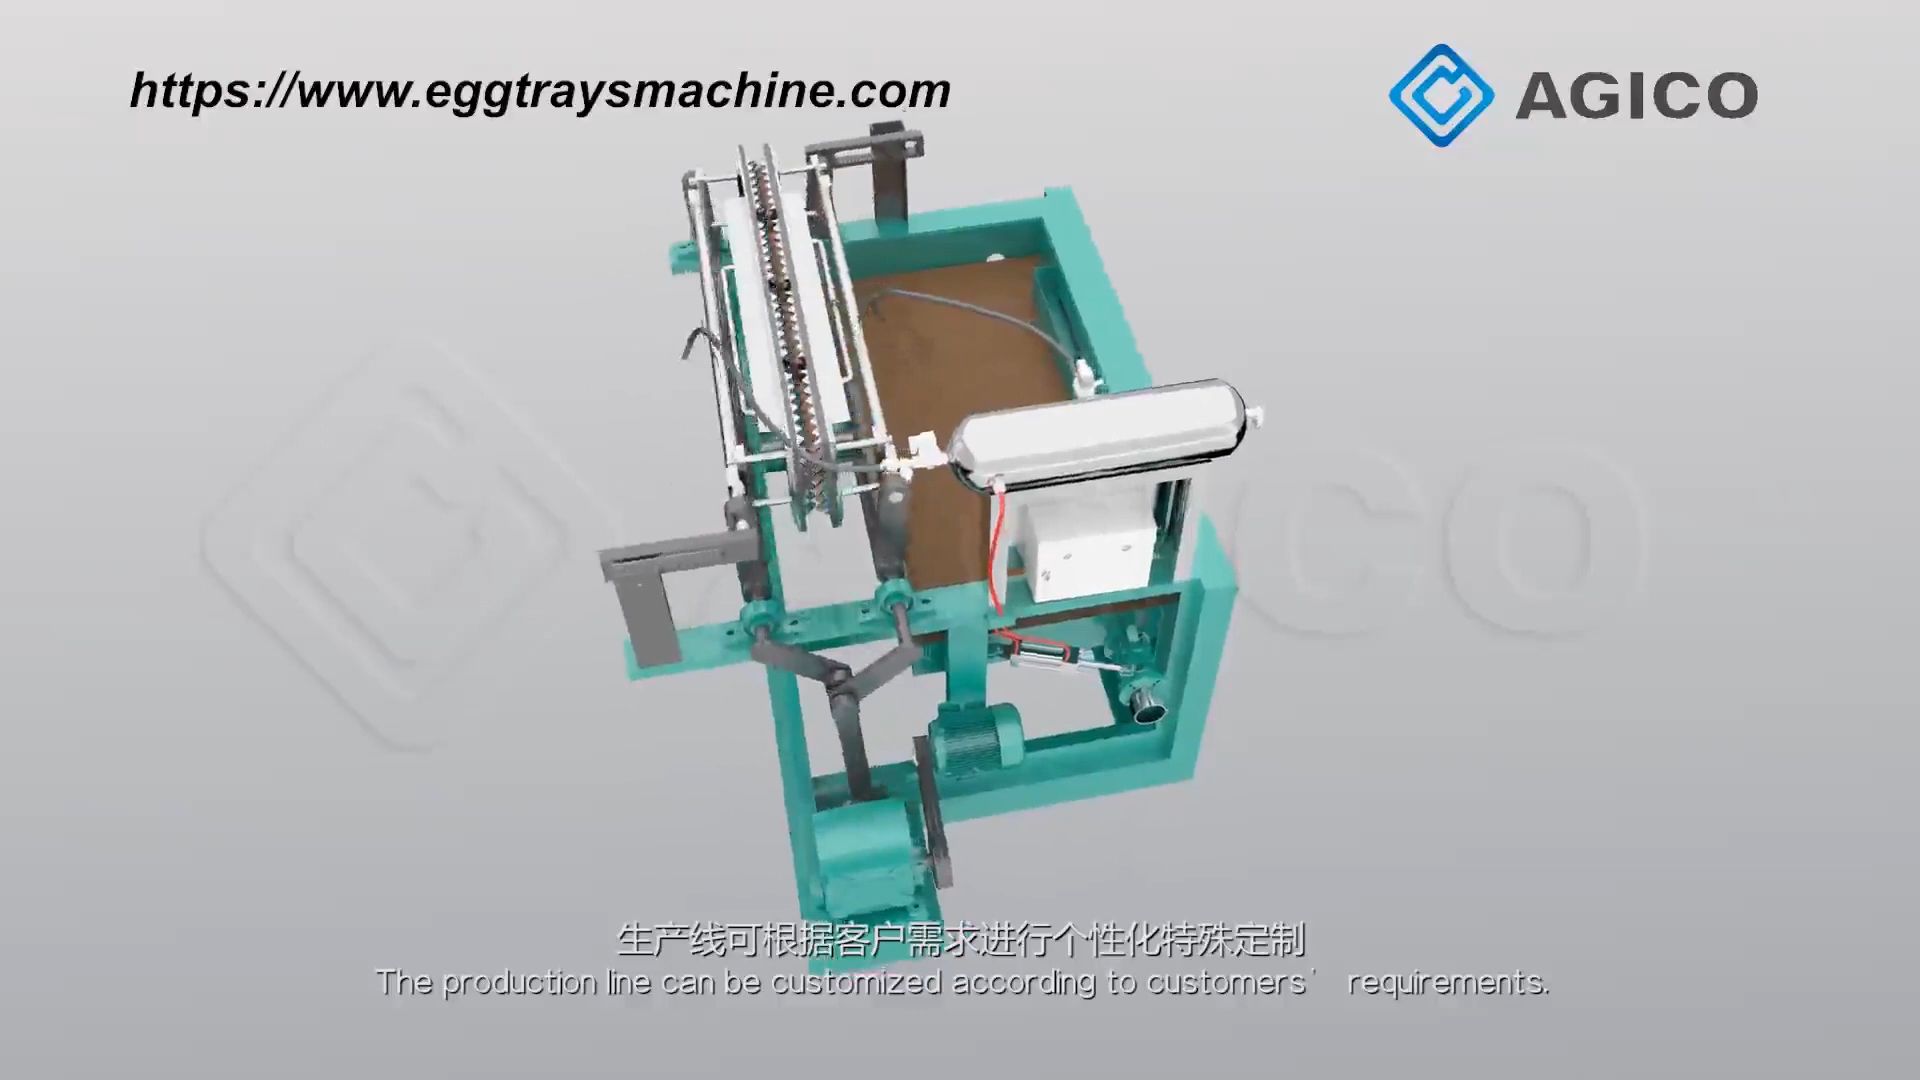 https://www.eggtraysmachine.com
AGICO
AGICO
生产线可根据客户需求进行个性化特殊定制
The production line can be customized according to customers' requirements.